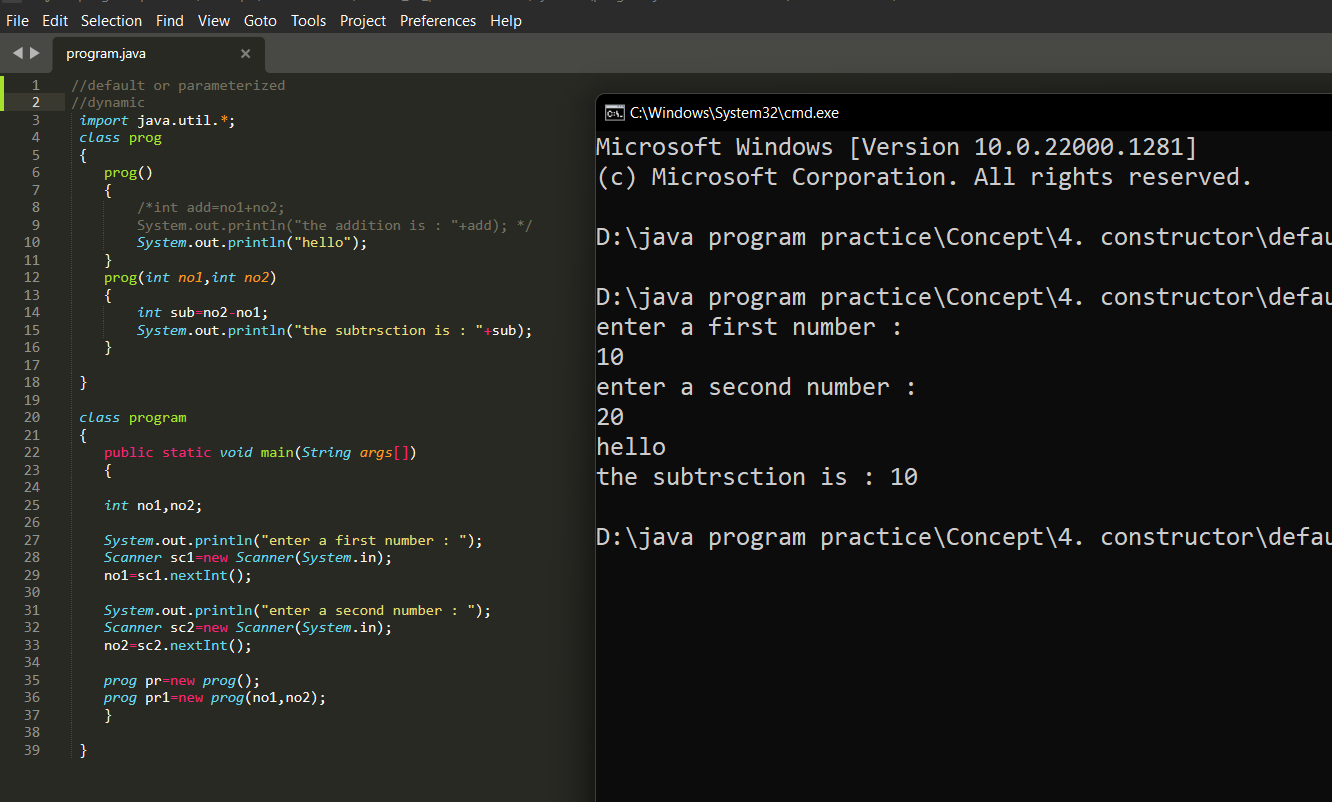 File Edit Selection Find View Goto Tools Project Preferences Help
program.java
1 //default or parameterized
2 //dynamic
3 import java.util.*;
4 class prog
5 {
6 prog()
7 {
8 /*int add=no1+no2;
9 System.out.println("the addition is : "+add); */
10 System.out.println("hello");
11 }
12 prog(int no1,int no2)
13 {
14 int sub=no2-no1;
15 System.out.println("the subtrsction is : "+sub);
16 }
17
18 }
19
20 class program
21 {
22 public static void main(String args[])
23 {
24
25 int no1,no2;
26
27 System.out.println("enter a first number : ");
28 Scanner sc1=new Scanner(System.in);
29 no1=sc1.nextInt();
30
31 System.out.println("enter a second number : ");
32 Scanner sc2=new Scanner(System.in);
33 no2=sc2.nextInt();
34
35 prog pr=new prog();
36 prog pr1=new prog(no1,no2);
37 }
38
39 }
C:\Windows\System32\cmd.exe
Microsoft Windows [Version 10.0.22000.1281]
(c) Microsoft Corporation. All rights reserved.
D:\java program practice\Concept\4. constructor\defau
D:\java program practice\Concept\4. constructor\defau
enter a first number :
10
enter a second number :
20
hello
the subtrsction is : 10
D:\java program practice\Concept\4. constructor\defau